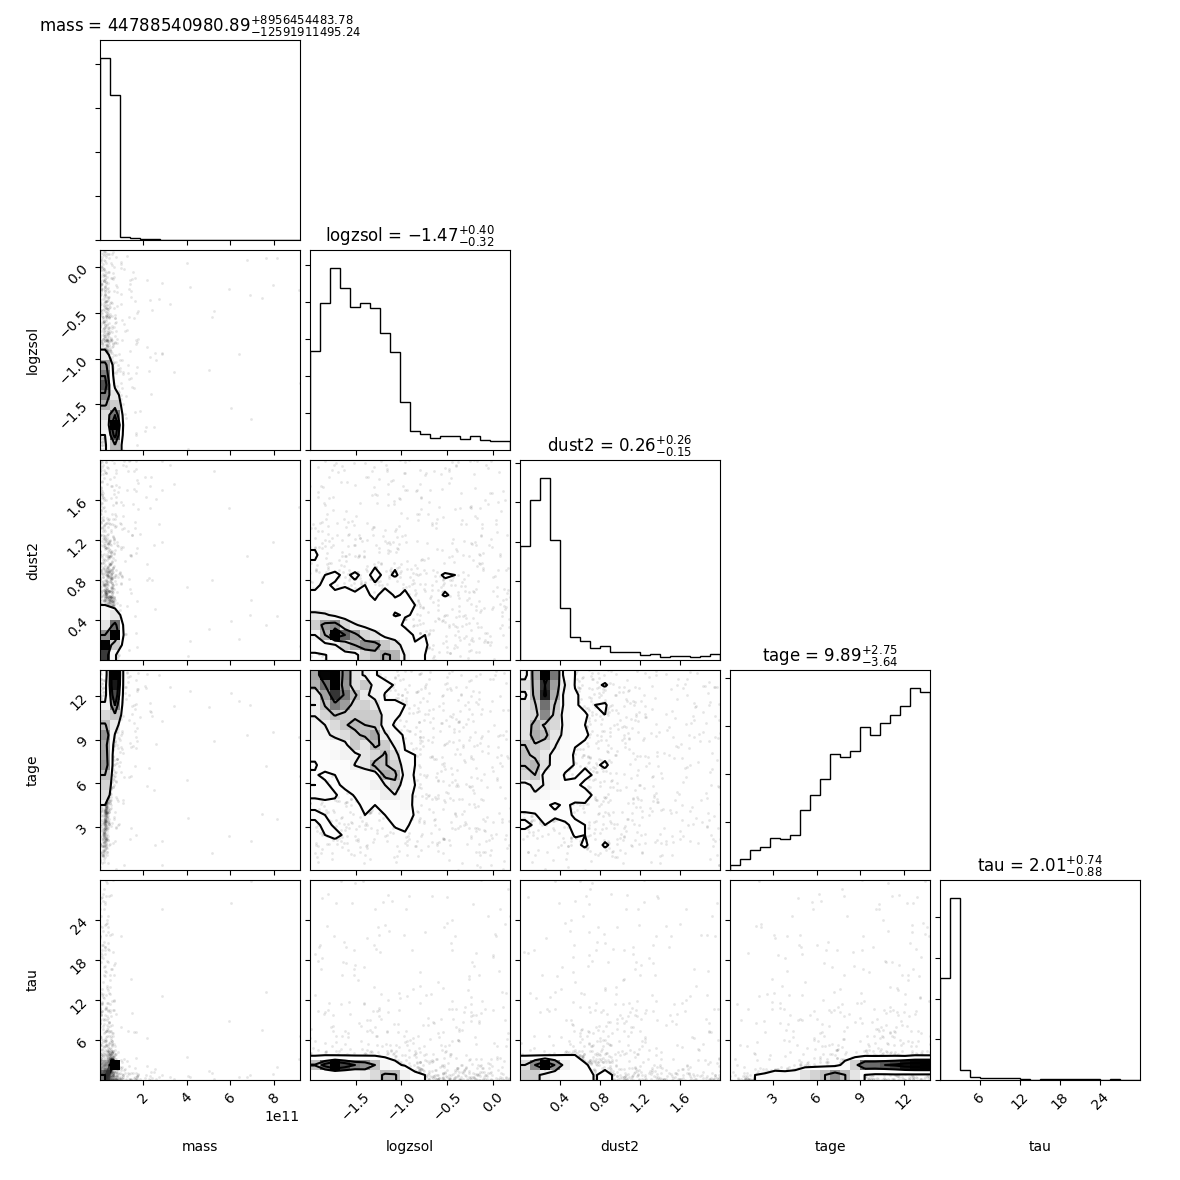 mass = 44788540980.89+8956454483.78−12591911495.24
logzsol = −1.47+0.40−0.32
0.0
−0.5
−1.0
−1.5
logzsol
dust2 = 0.26+0.26−0.15
1.6
1.2
0.8
0.4
dust2
tage = 9.89+2.75−3.64
12
9
6
3
tage
tau = 2.01+0.74−0.88
24
18
12
6
tau
2 4 6 8 −1.5 −1.0 −0.5 0.0 0.4 0.8 1.2 1.6 3 6 9 12 6 12 18 24
1e11
mass logzsol dust2 tage tau